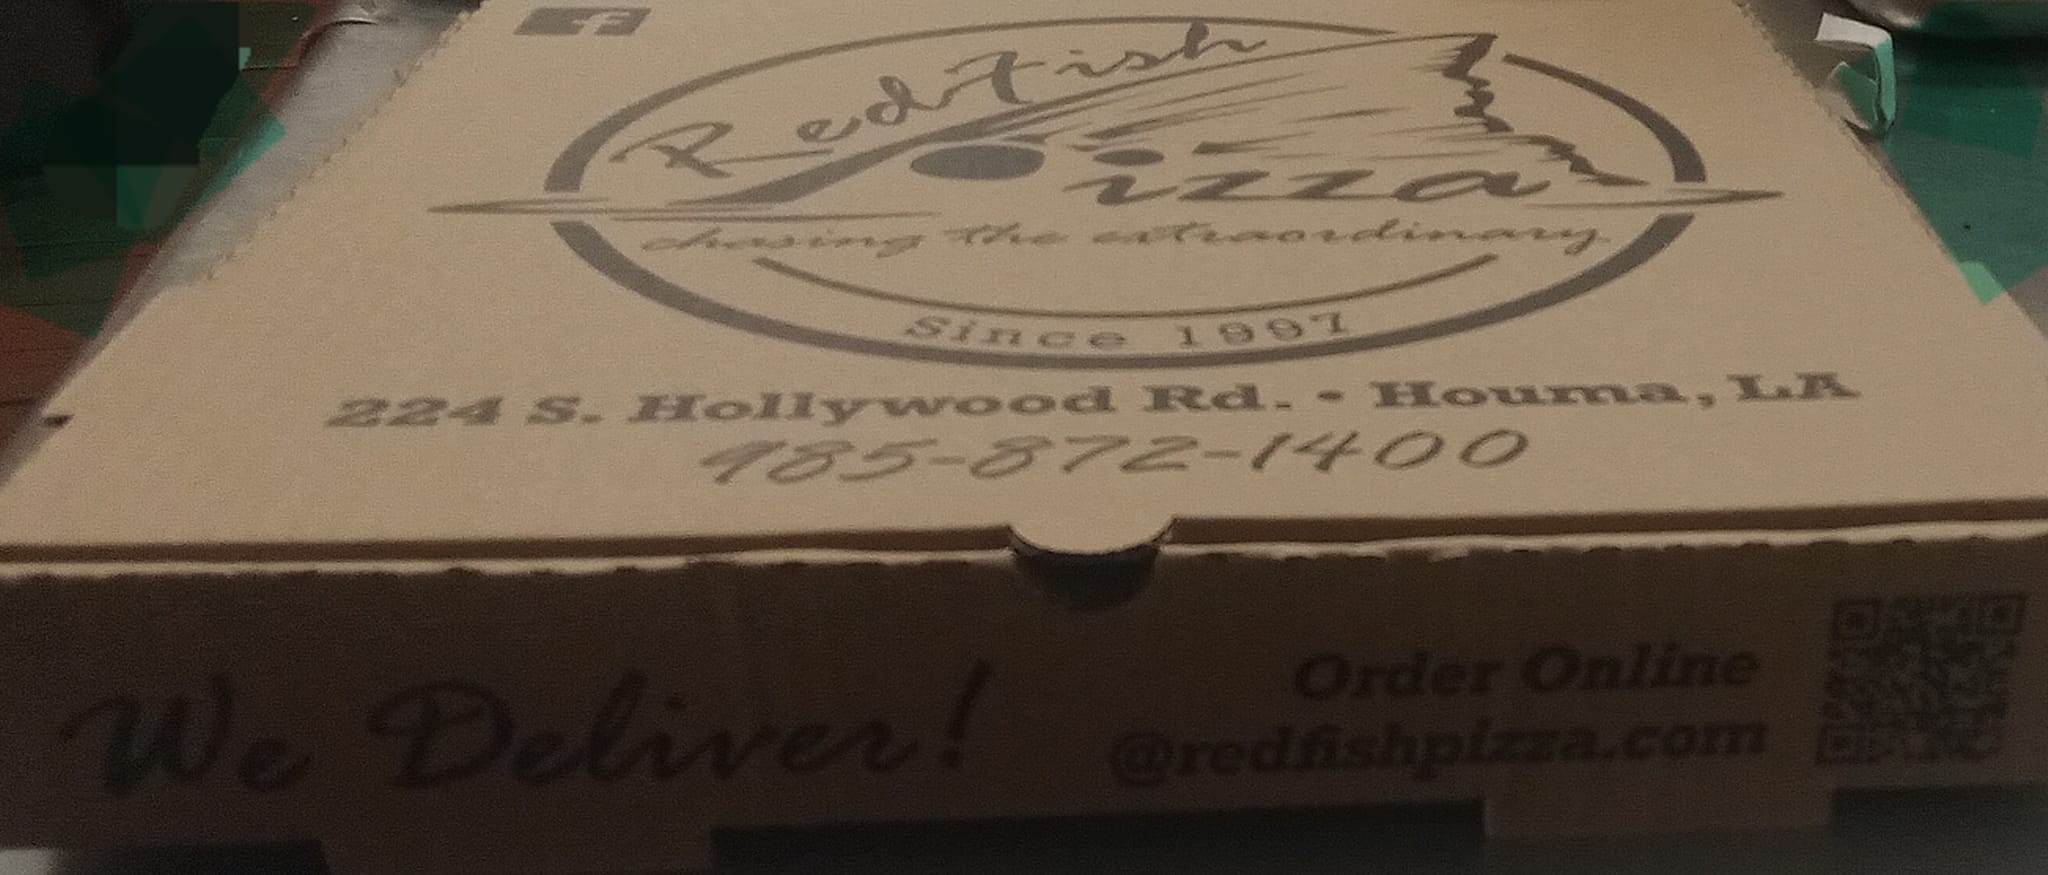 f
Redfish
Pizza
chasing the extraordinary
Since 1997
224 S. Hollywood Rd. • Houma, LA
985-872-1400
We Deliver!
Order Online
@redfishpizza.com